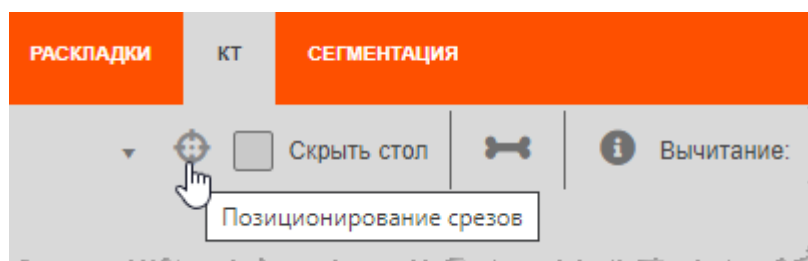 РАСКЛАДКИ КТ СЕГМЕНТАЦИЯ
Скрыть стол Вычитание:
Позиционирование срезов